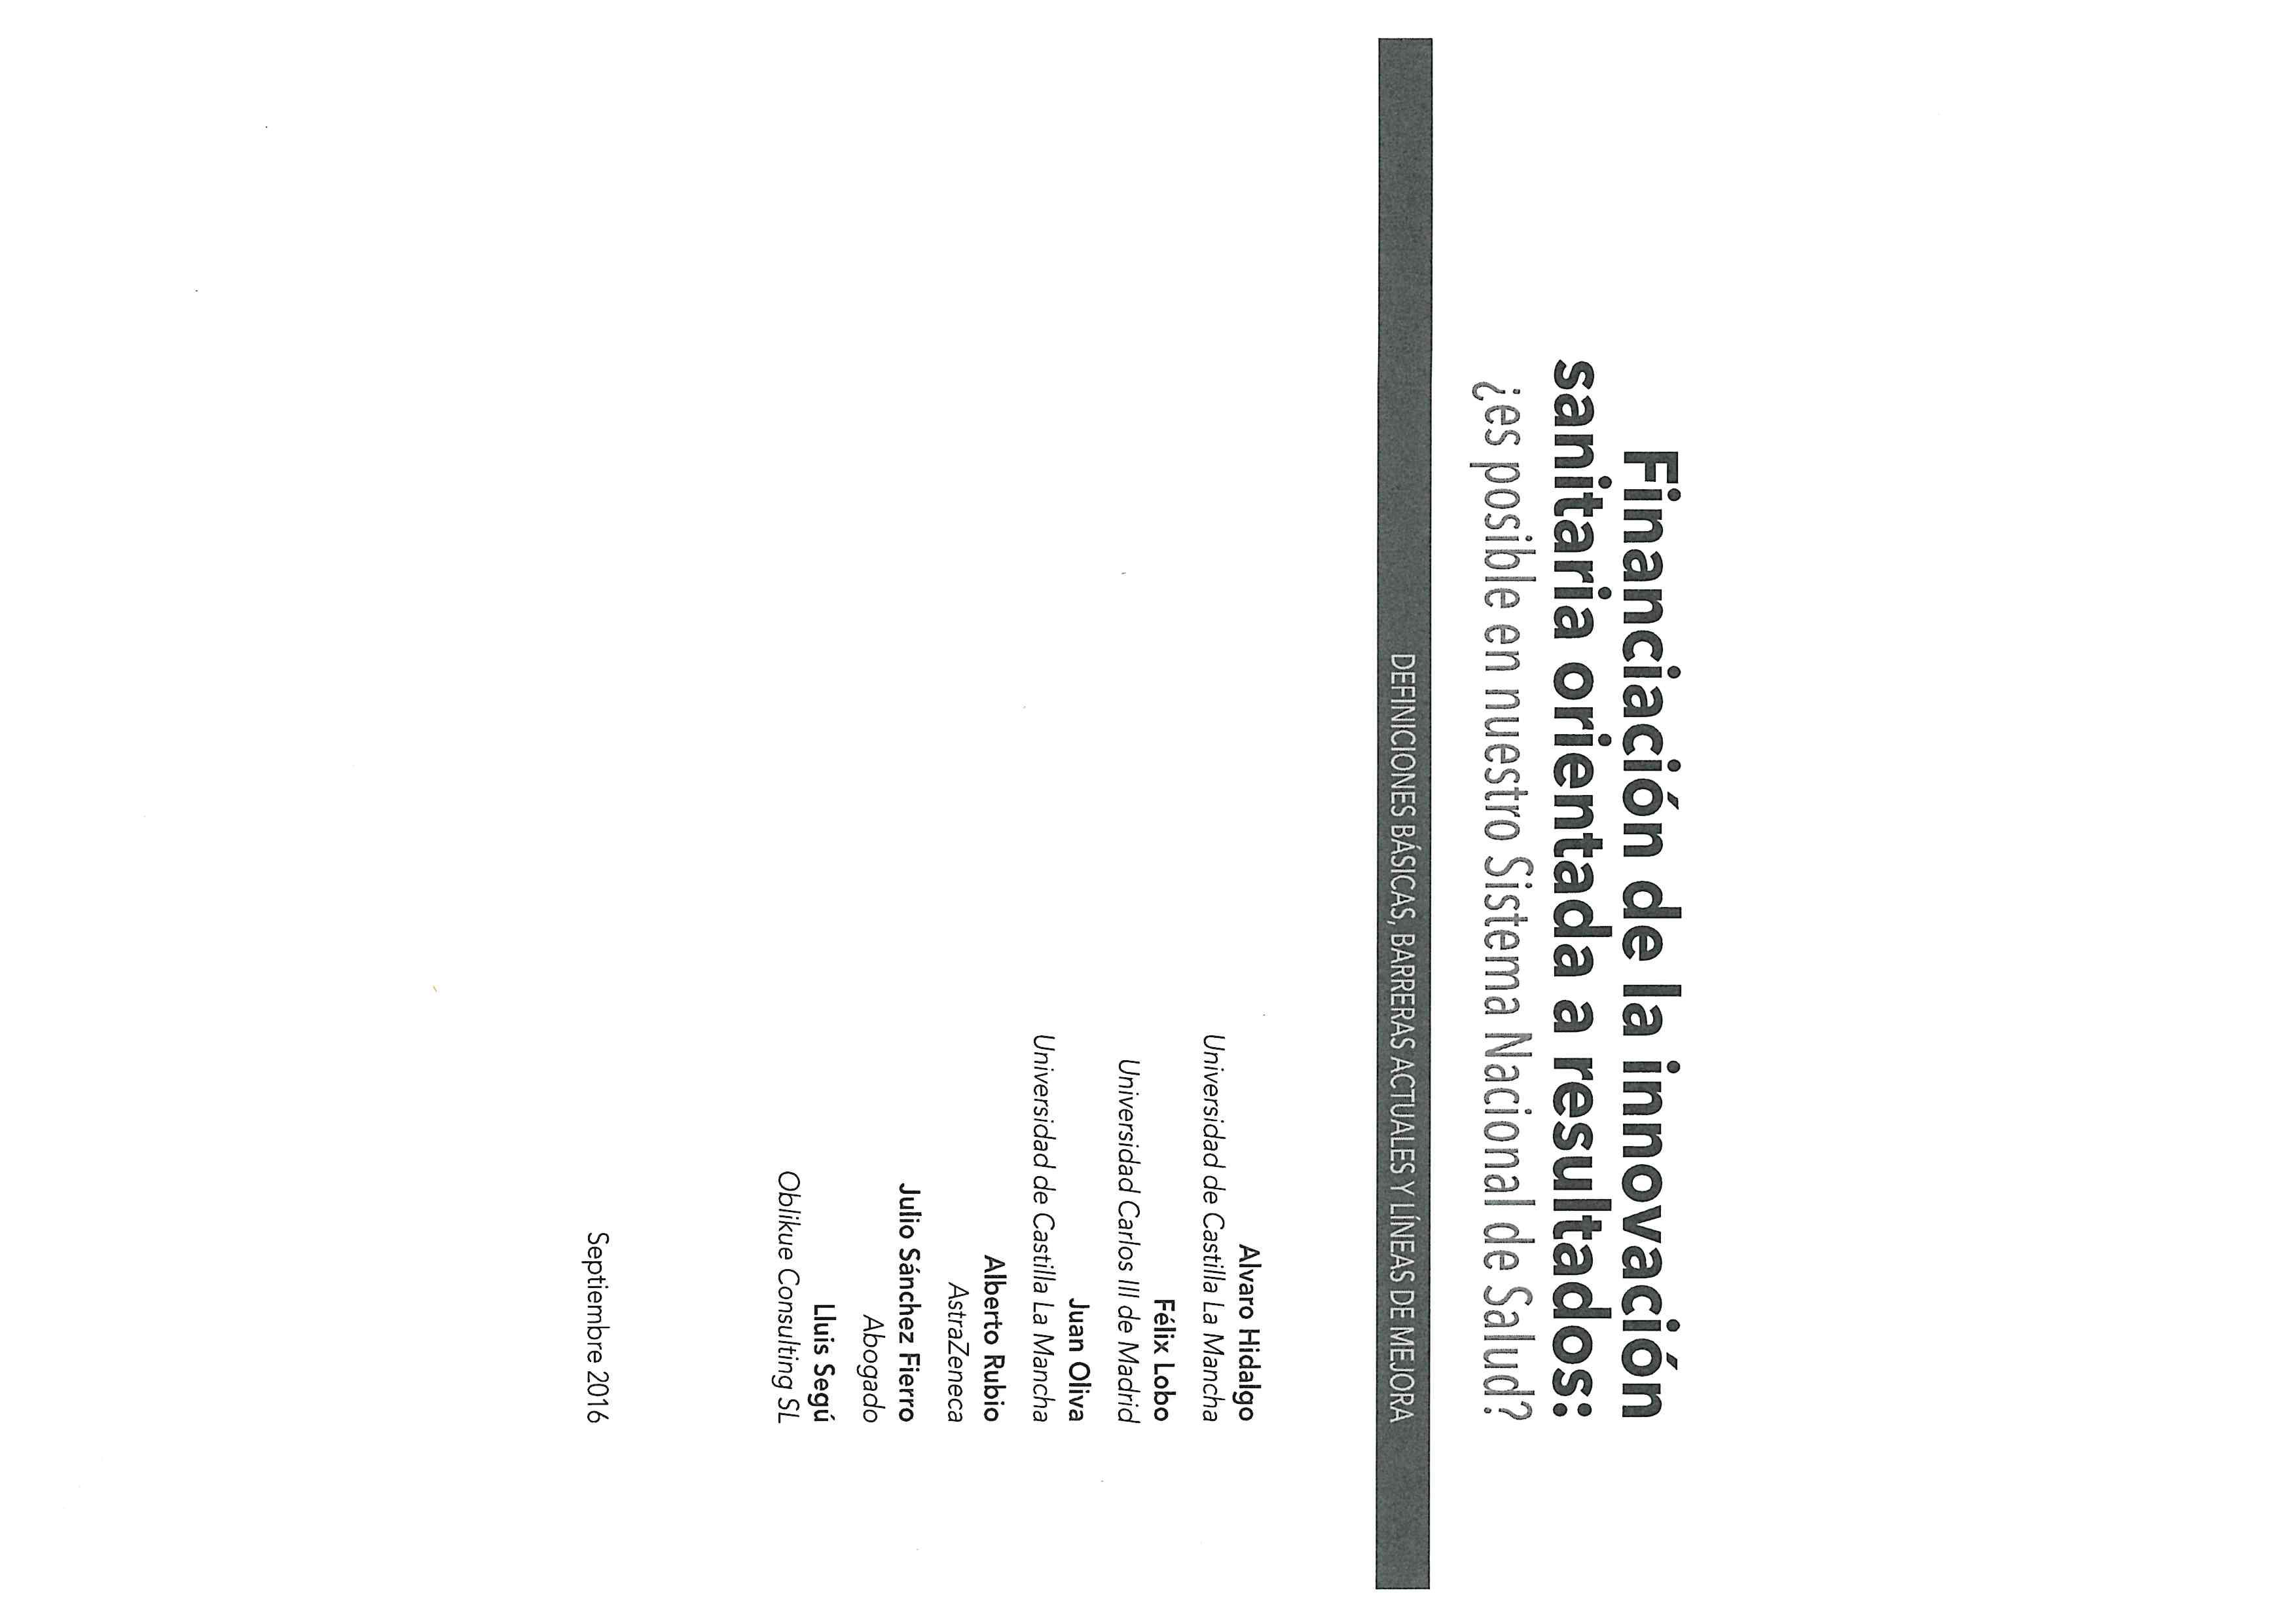 Financiación de la innovación
sanitaria orientada a resultados:
¿es posible en nuestro Sistema Nacional de Salud?
DEFINICIONES BÁSICAS, BARRERAS ACTUALES Y LÍNEAS DE MEJORA
Alvaro Hidalgo
Universidad de Castilla La Mancha
Félix Lobo
Universidad Carlos III de Madrid
Juan Oliva
Universidad de Castilla La Mancha
Alberto Rubio
AstraZeneca
Julio Sánchez Fierro
Abogado
Lluis Segú
Oblikue Consulting SL
Septiembre 2016